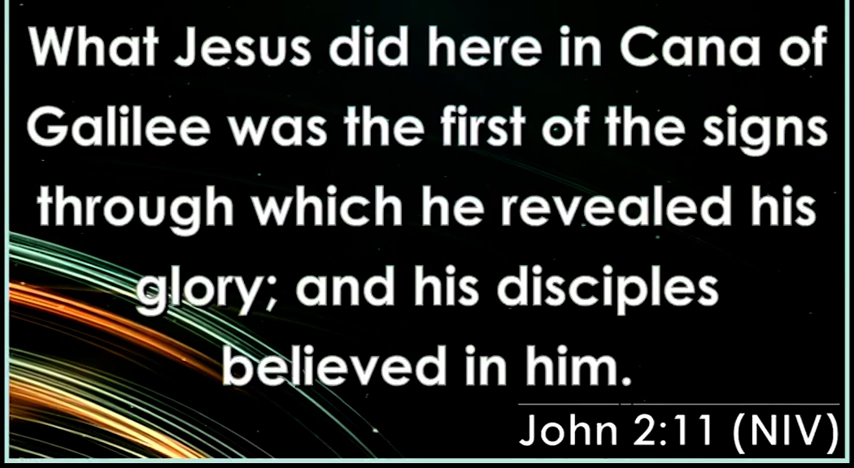 What Jesus did here in Cana of
Galilee was the first of the signs
through which he revealed his
glory; and his disciples
believed in him.
John 2:11 (NIV)